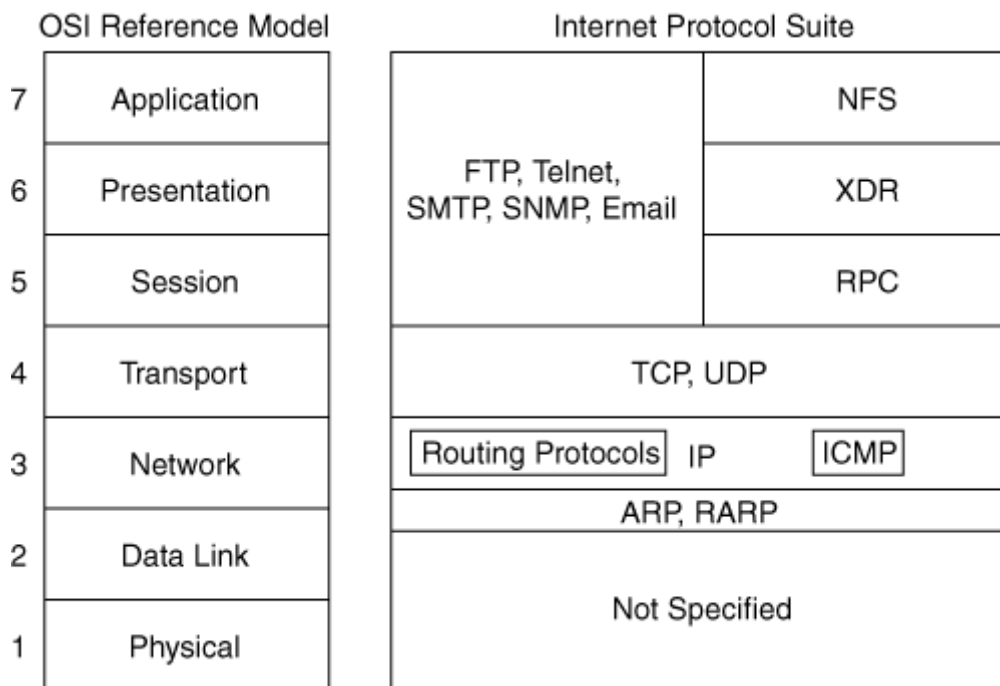 OSI Reference Model
Internet Protocol Suite
7
Application
NFS
FTP, Telnet,
SMTP, SNMP, Email
6
Presentation
XDR
5
Session
RPC
4
Transport
TCP, UDP
3
Network
Routing Protocols
IP
ICMP
ARP, RARP
2
Data Link
Not Specified
1
Physical